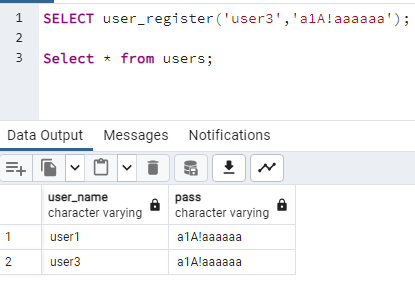 1 SELECT user_register('user3','a1A!aaaaaa');
2
3 Select * from users;
Data Output Messages Notifications
user_name pass
character varying character varying
1 user1 a1A!aaaaaa
2 user3 a1A!aaaaaa